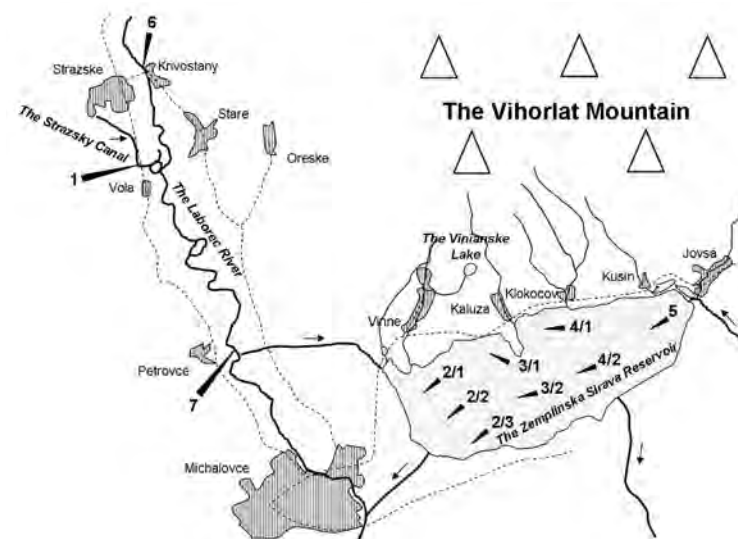 6
Strazske
Krivostany
The Strazsky Canal
Stare
Oreske
1
Vola
The Laborec River
The Vihorlat Mountain
The Vinianske
Lake
Jovsa
Kusin
Klokocov
Kaluza
Vinne
5
4/1
3/1
4/2
2/1
3/2
2/2
2/3
The Zemplinska Sirava Reservoir
Petrovce
7
Michalovce